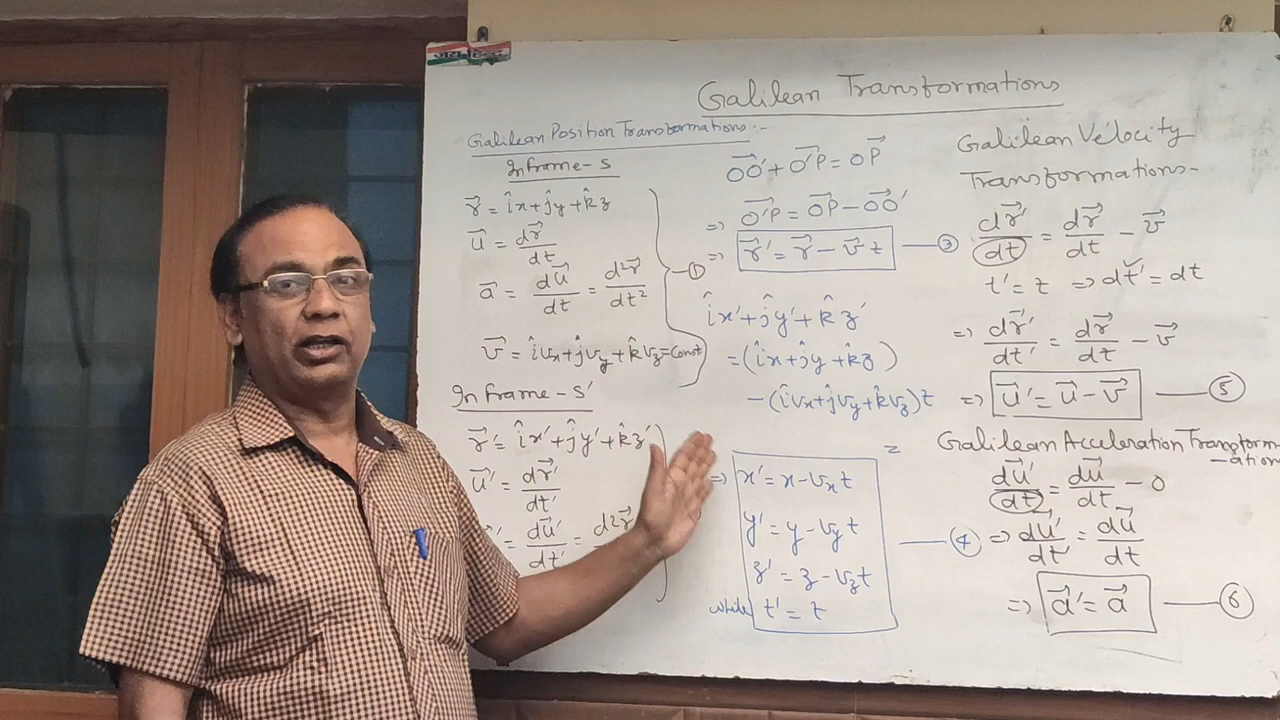 जय हिन्द
Galilean Transformations
Galilean Position Transformations:-
In frame - S
r⃗ = îx+ĵy+k̂z
u⃗ = dr⃗/dt
a⃗ = du⃗/dt = d²r⃗/dt²
v⃗ = îvx+ĵvy+k̂vz=Const
—①
In frame - S'
r⃗' = îx'+ĵy'+k̂z'
u⃗' = dr⃗'/dt'
' = du⃗'/dt' = d²r⃗
OO⃗' + O'P⃗ = OP⃗
⇒ O'P⃗ = OP⃗ − OO⃗'
⇒ r⃗' = r⃗ − v⃗t —③
îx'+ĵy'+k̂z'
=(îx+ĵy+k̂z)
−(îvx+ĵvy+k̂vz)t
=
⇒ x' = x−vxt
y' = y−vyt
z' = z−vzt
while t' = t
—④
Galilean Velocity
Transformations-
dr⃗'/dt = dr⃗/dt − v⃗
t' = t ⇒ dt' = dt
⇒ dr⃗'/dt' = dr⃗/dt − v⃗
⇒ u⃗' = u⃗ − v⃗ —⑤
Galilean Acceleration Transform
-ation
du⃗'/dt = du⃗/dt − 0
⇒ du⃗'/dt' = du⃗/dt
⇒ a⃗' = a⃗ —⑥